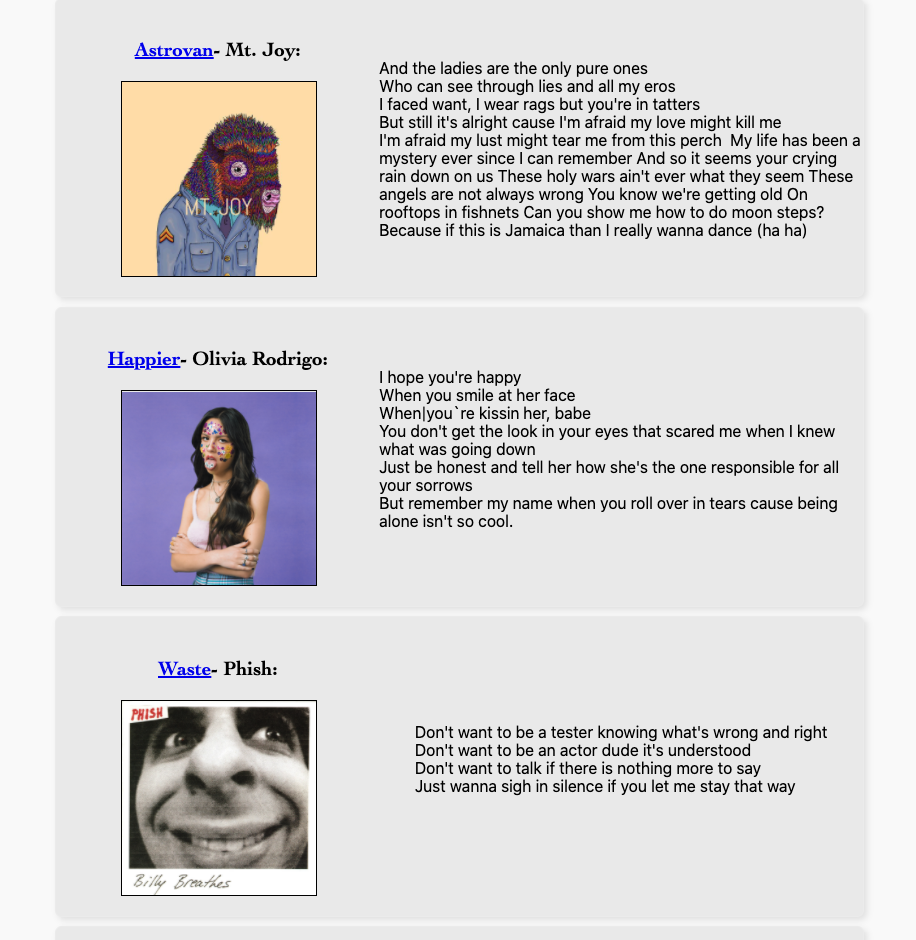 Astrovan- Mt. Joy:
MT. JOY
And the ladies are the only pure ones
Who can see through lies and all my eros
I faced want, I wear rags but you're in tatters
But still it's alright cause I'm afraid my love might kill me
I'm afraid my lust might tear me from this perch  My life has been a
mystery ever since I can remember And so it seems your crying
rain down on us These holy wars ain't ever what they seem These
angels are not always wrong You know we're getting old On
rooftops in fishnets Can you show me how to do moon steps?
Because if this is Jamaica than I really wanna dance (ha ha)
Happier- Olivia Rodrigo:
I hope you're happy
When you smile at her face
When|you`re kissin her, babe
You don't get the look in your eyes that scared me when I knew
what was going down
Just be honest and tell her how she's the one responsible for all
your sorrows
But remember my name when you roll over in tears cause being
alone isn't so cool.
Waste- Phish:
PHISH
Billy Breathes
Don't want to be a tester knowing what's wrong and right
Don't want to be an actor dude it's understood
Don't want to talk if there is nothing more to say
Just wanna sigh in silence if you let me stay that way